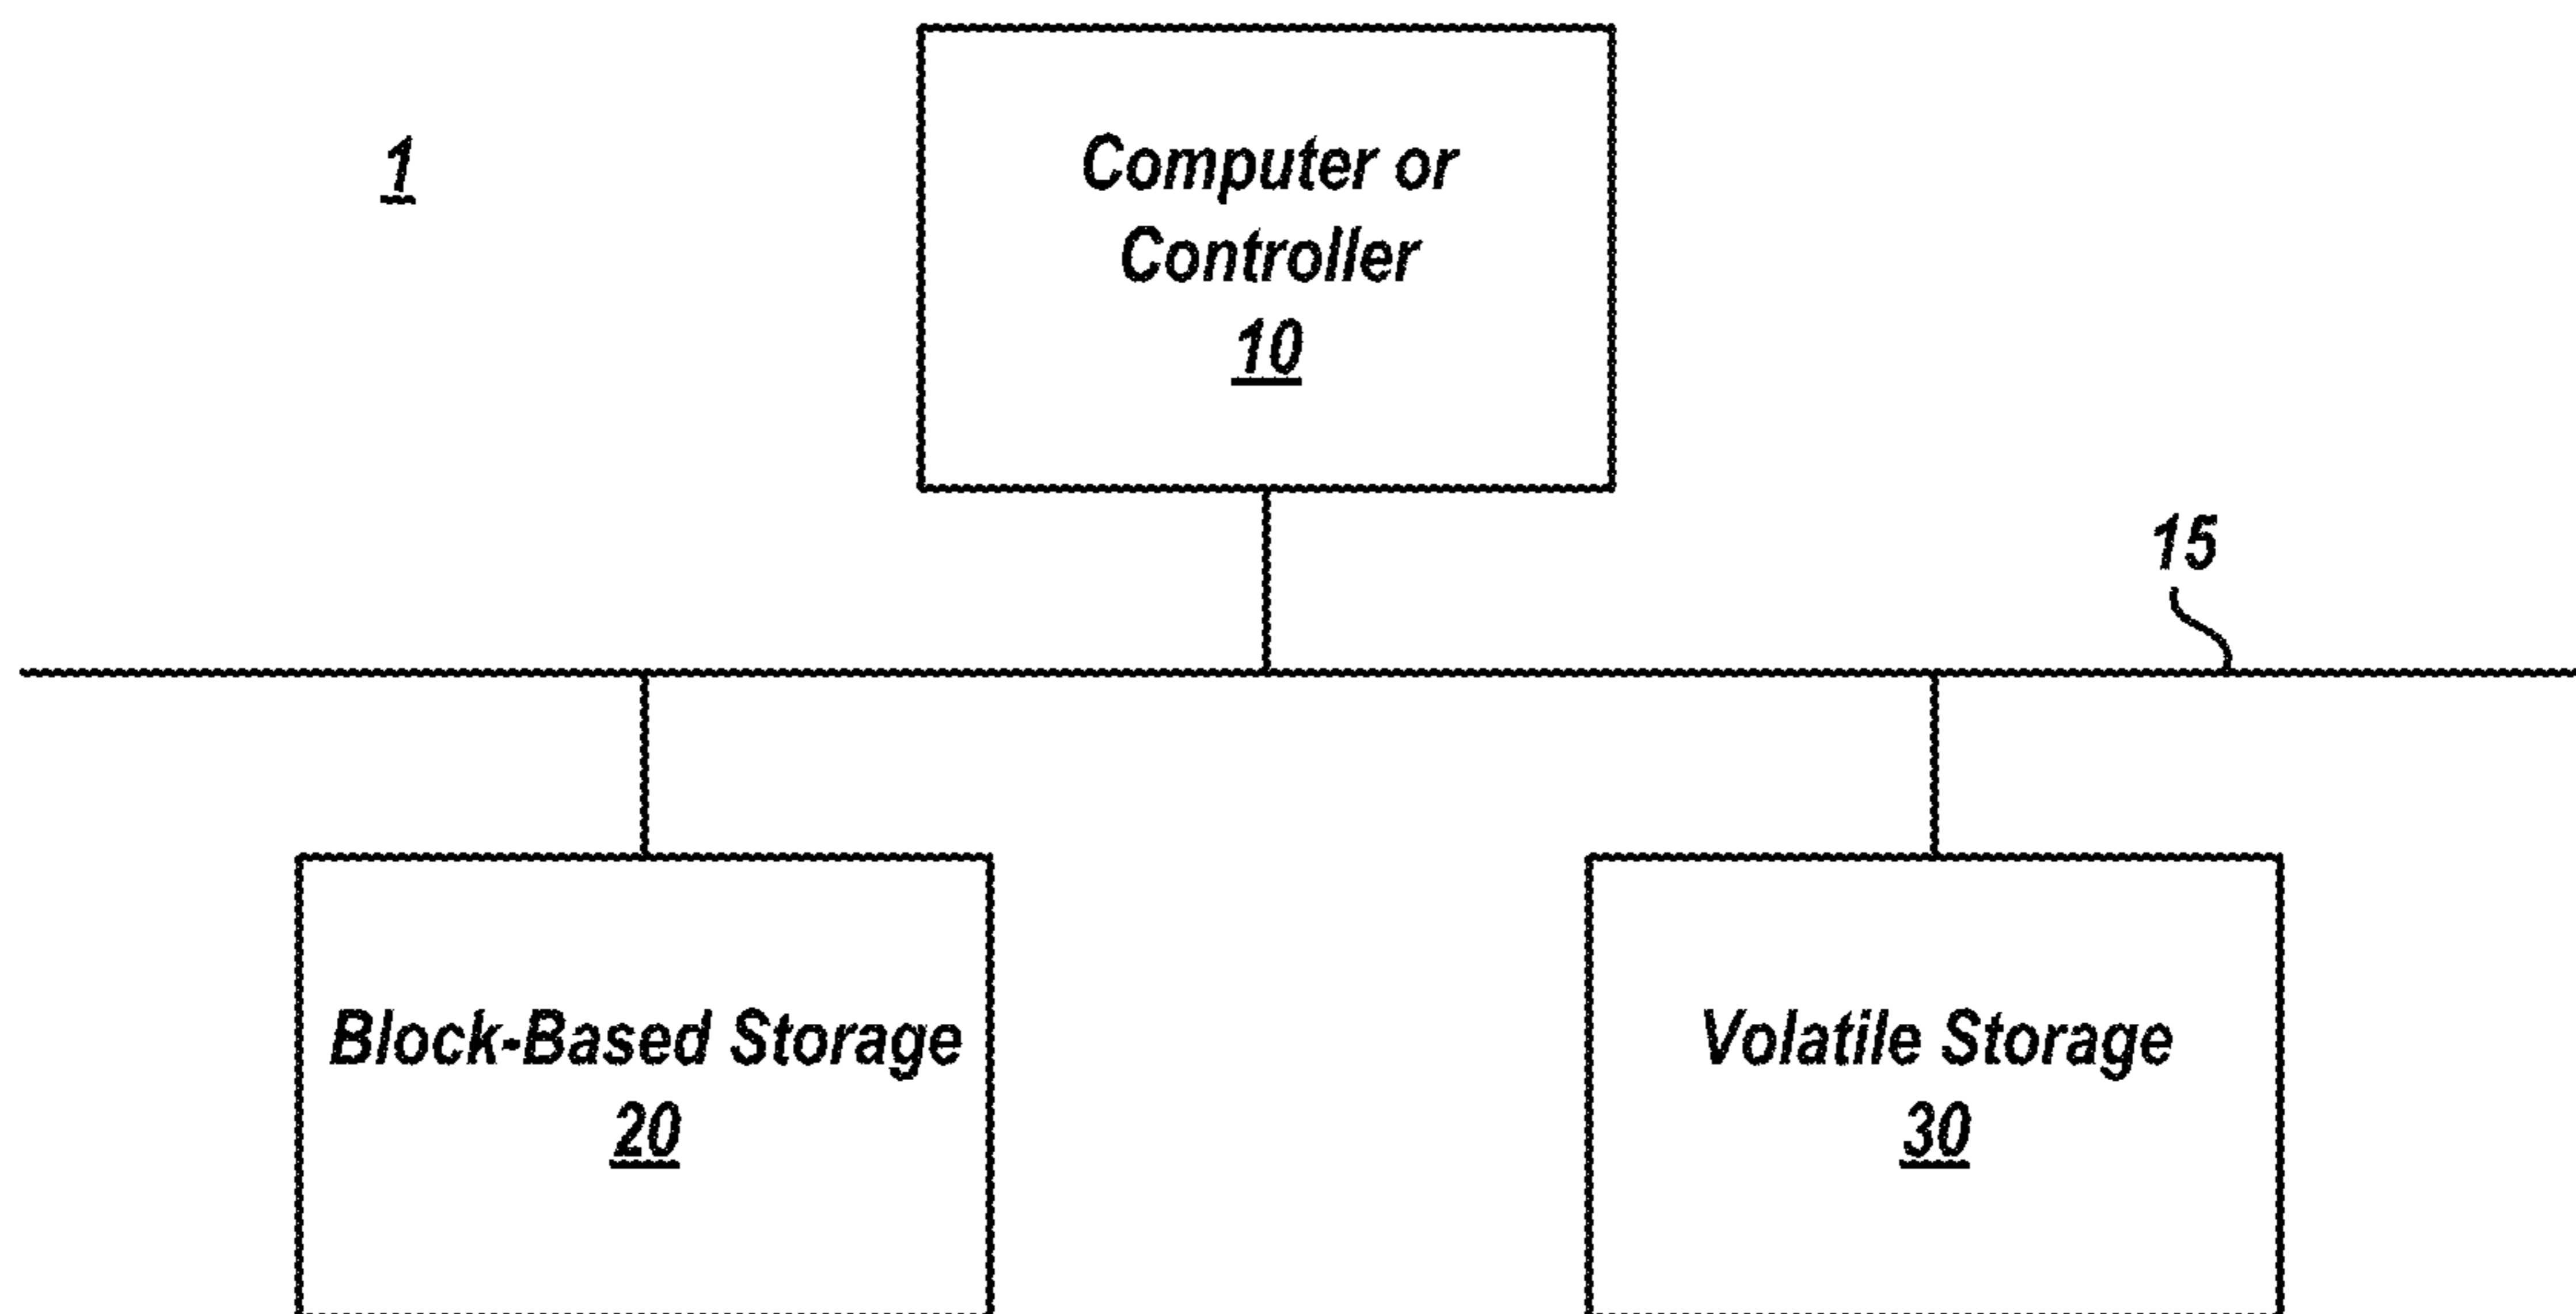 1
Computer or
Controller
10
15
Block-Based Storage
20
Volatile Storage
30